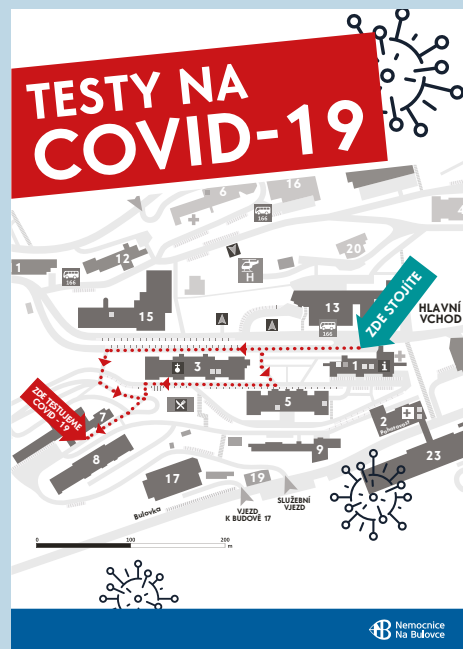 TESTY NA
COVID-19
6
16
166
4
12
20
1
166
H
15
13
166
ZDE STOJÍTE
HLAVNÍ
VCHOD
3
1
i
ZDE TESTUJEME
COVID-19
7
5
2
Pohotovost
8
9
23
17
19
Bulovka
VJEZD
K BUDOVĚ 17
SLUŽEBNÍ
VJEZD
0
100
200
m
Nemocnice
Na Bulovce